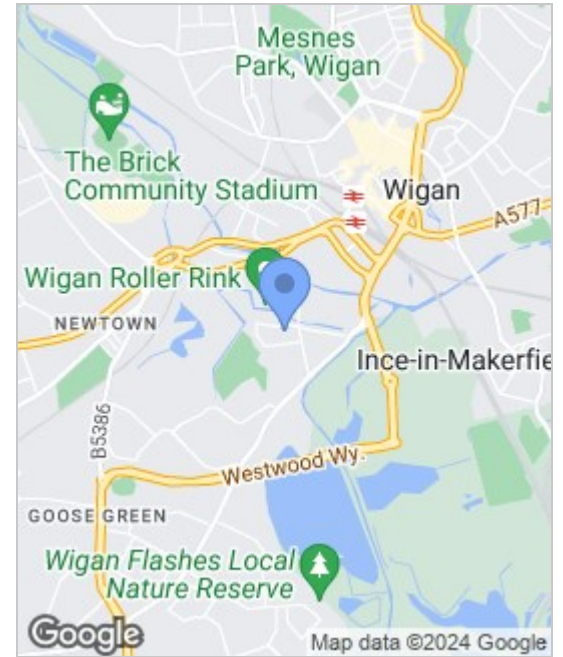 Mesnes
Park, Wigan
The Brick
Community Stadium
Wigan
A577
Wigan Roller Rink
NEWTOWN
Ince-in-Makerfie
B5386
Westwood Wy.
GOOSE GREEN
Wigan Flashes Local
Nature Reserve
Google
Map data ©2024 Google